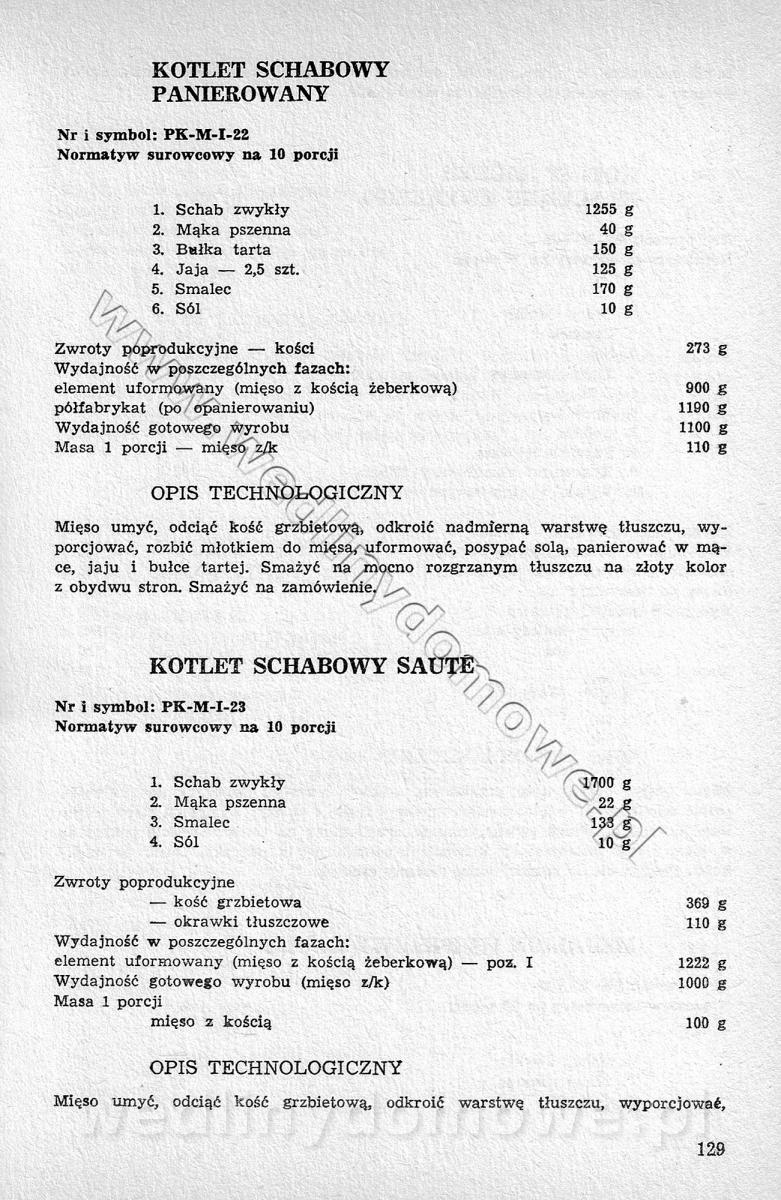 KOTLET SCHABOWY
PANIEROWANY
Nr i symbol: PK-M-I-22
Normatyw surowcowy na 10 porcji
1. Schab zwykły 1255 g
2. Mąka pszenna 40 g
3. Bułka tarta 150 g
4. Jaja — 2,5 szt. 125 g
5. Smalec 170 g
6. Sól 10 g
Zwroty poprodukcyjne — kości 273 g
Wydajność w poszczególnych fazach:
element uformowany (mięso z kością żeberkową) 900 g
półfabrykat (po opanierowaniu) 1190 g
Wydajność gotowego wyrobu 1100 g
Masa 1 porcji — mięso z/k 110 g
OPIS TECHNOLOGICZNY
Mięso umyć, odciąć kość grzbietową, odkroić nadmierną warstwę tłuszczu, wy-
porcjować, rozbić młotkiem do mięsa, uformować, posypać solą, panierować w mą-
ce, jaju i bułce tartej. Smażyć na mocno rozgrzanym tłuszczu na złoty kolor
z obydwu stron. Smażyć na zamówienie.
KOTLET SCHABOWY SAUTÉ
Nr i symbol: PK-M-I-23
Normatyw surowcowy na 10 porcji
1. Schab zwykły 1700 g
2. Mąka pszenna 22 g
3. Smalec 133 g
4. Sól 10 g
Zwroty poprodukcyjne
— kość grzbietowa 369 g
— okrawki tłuszczowe 110 g
Wydajność w poszczególnych fazach:
element uformowany (mięso z kością żeberkową) — poz. I 1222 g
Wydajność gotowego wyrobu (mięso z/k) 1000 g
Masa 1 porcji
mięso z kością 100 g
OPIS TECHNOLOGICZNY
Mięso umyć, odciąć kość grzbietową, odkroić warstwę tłuszczu, wyporcjować,
129
www.wedlinydomowe.pl
wedlinydomowe.pl